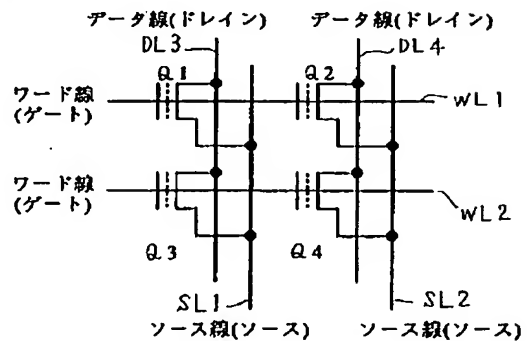 データ線(ドレイン) データ線(ドレイン)
DL3 DL4
Q1 Q2
ワード線
(ゲート)
WL1
ワード線
(ゲート)
WL2
Q3 Q4
SL1 SL2
ソース線(ソース) ソース線(ソース)